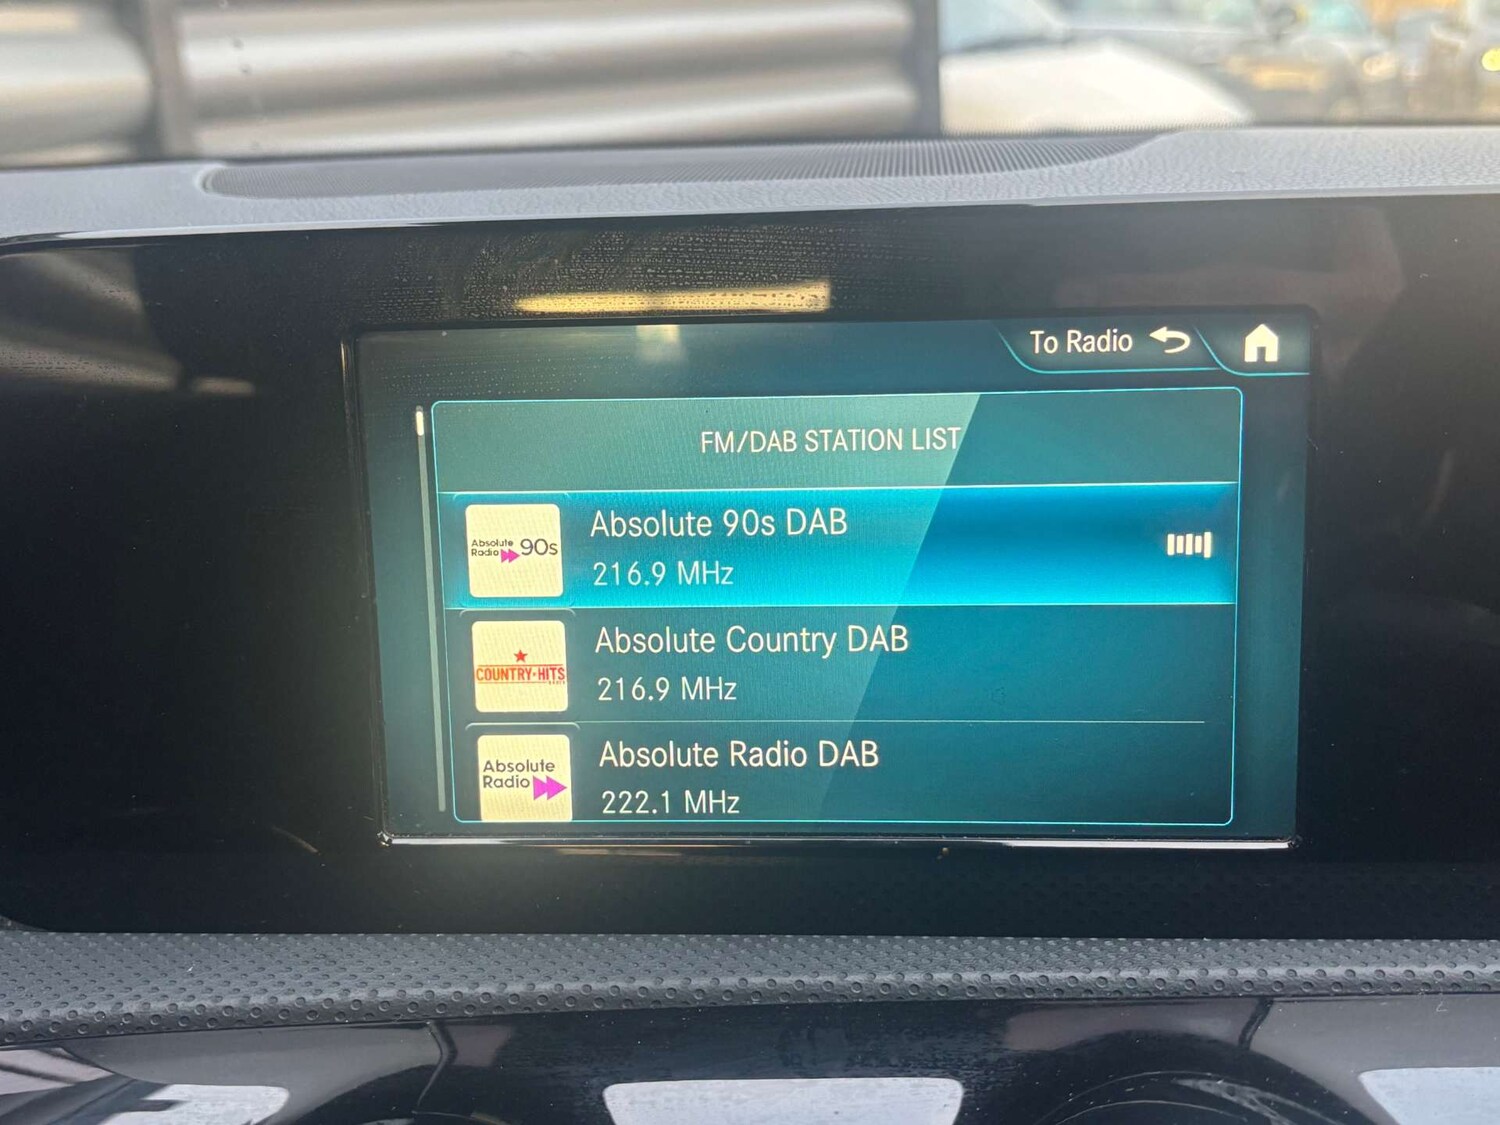 To Radio
FM/DAB STATION LIST
Absolute
Radio 90s
Absolute 90s DAB
216.9 MHz
COUNTRY·HITS
Absolute Country DAB
216.9 MHz
Absolute
Radio
Absolute Radio DAB
222.1 MHz